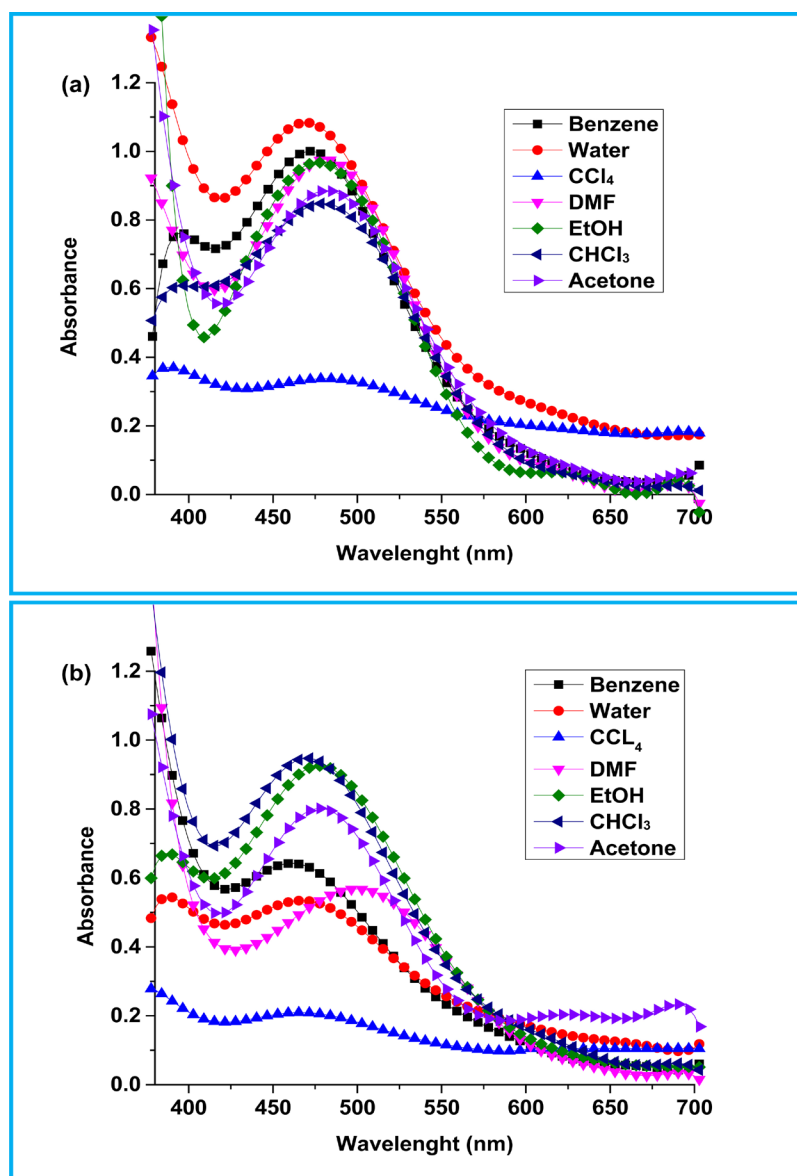 (a)
1.2
1.0
0.8
0.6
0.4
0.2
0.0
Absorbance
Benzene
Water
CCl₄
DMF
EtOH
CHCl₃
Acetone
400 450 500 550 600 650 700
Wavelenght (nm)
(b)
1.2
1.0
0.8
0.6
0.4
0.2
0.0
Absorbance
Benzene
Water
CCL₄
DMF
EtOH
CHCl₃
Acetone
400 450 500 550 600 650 700
Wavelenght (nm)